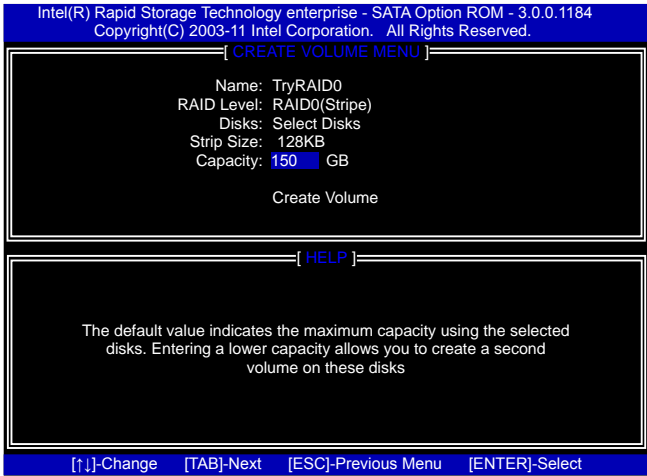 Intel(R) Rapid Storage Technology enterprise - SATA Option ROM - 3.0.0.1184
Copyright(C) 2003-11 Intel Corporation. All Rights Reserved.
[ CREATE VOLUME MENU ]
Name: TryRAID0
RAID Level: RAID0(Stripe)
Disks: Select Disks
Strip Size: 128KB
Capacity: 150 GB
Create Volume
[ HELP ]
The default value indicates the maximum capacity using the selected
disks. Entering a lower capacity allows you to create a second
volume on these disks
[↑↓]-Change [TAB]-Next [ESC]-Previous Menu [ENTER]-Select